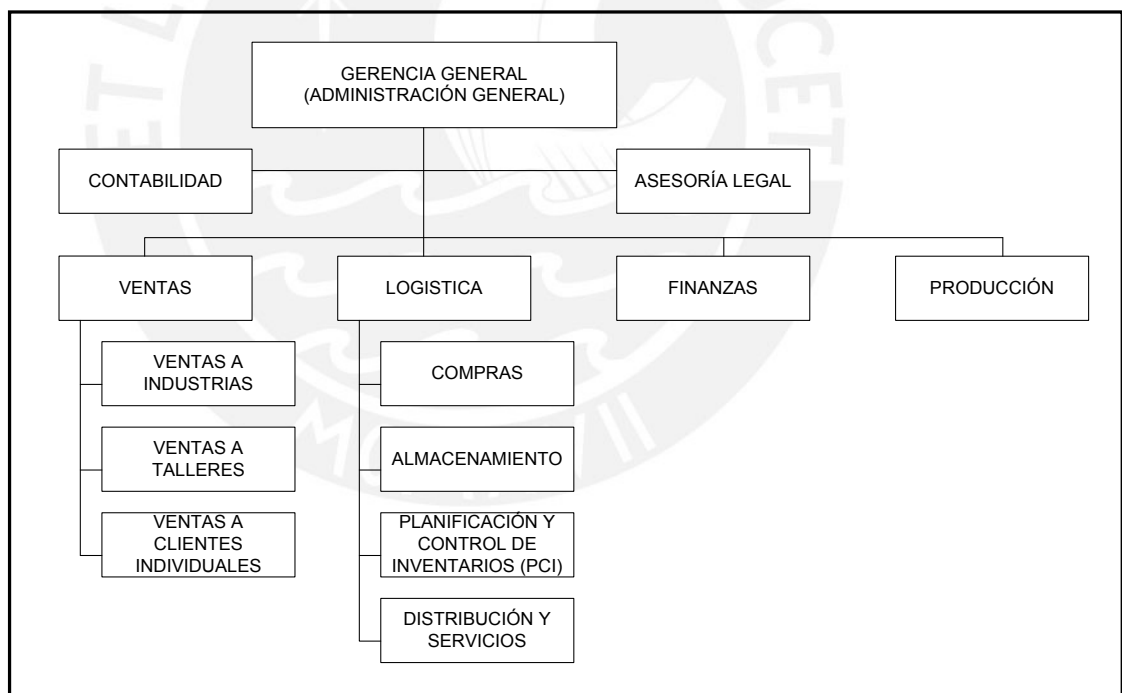 GERENCIA GENERAL
(ADMINISTRACIÓN GENERAL)
CONTABILIDAD
ASESORÍA LEGAL
VENTAS
LOGISTICA
FINANZAS
PRODUCCIÓN
VENTAS A
INDUSTRIAS
VENTAS A
TALLERES
VENTAS A
CLIENTES
INDIVIDUALES
COMPRAS
ALMACENAMIENTO
PLANIFICACIÓN Y
CONTROL DE
INVENTARIOS (PCI)
DISTRIBUCIÓN Y
SERVICIOS